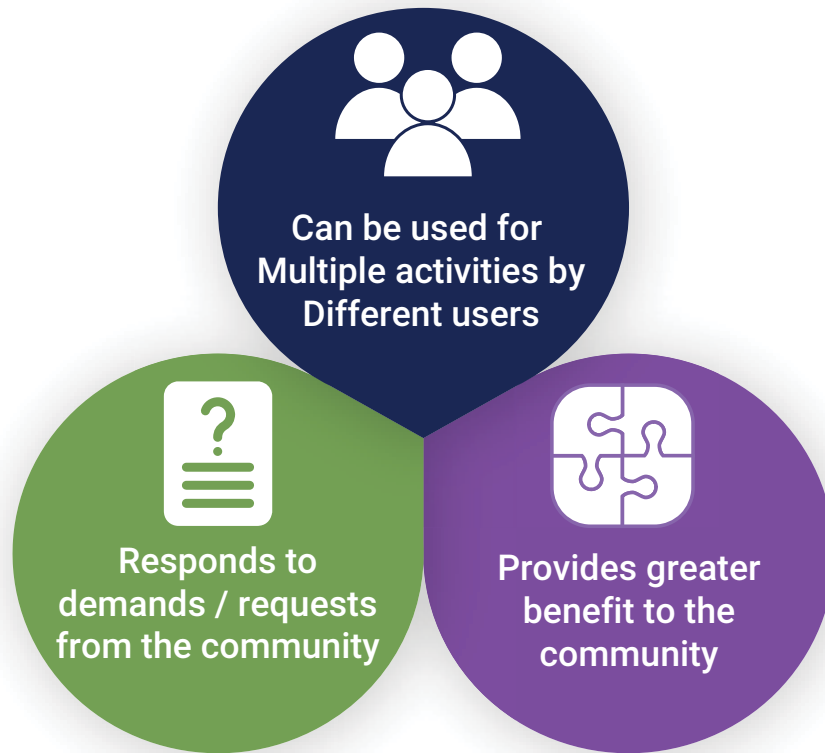 Can be used for
Multiple activities by
Different users
?
Responds to
demands / requests
from the community
Provides greater
benefit to the
community